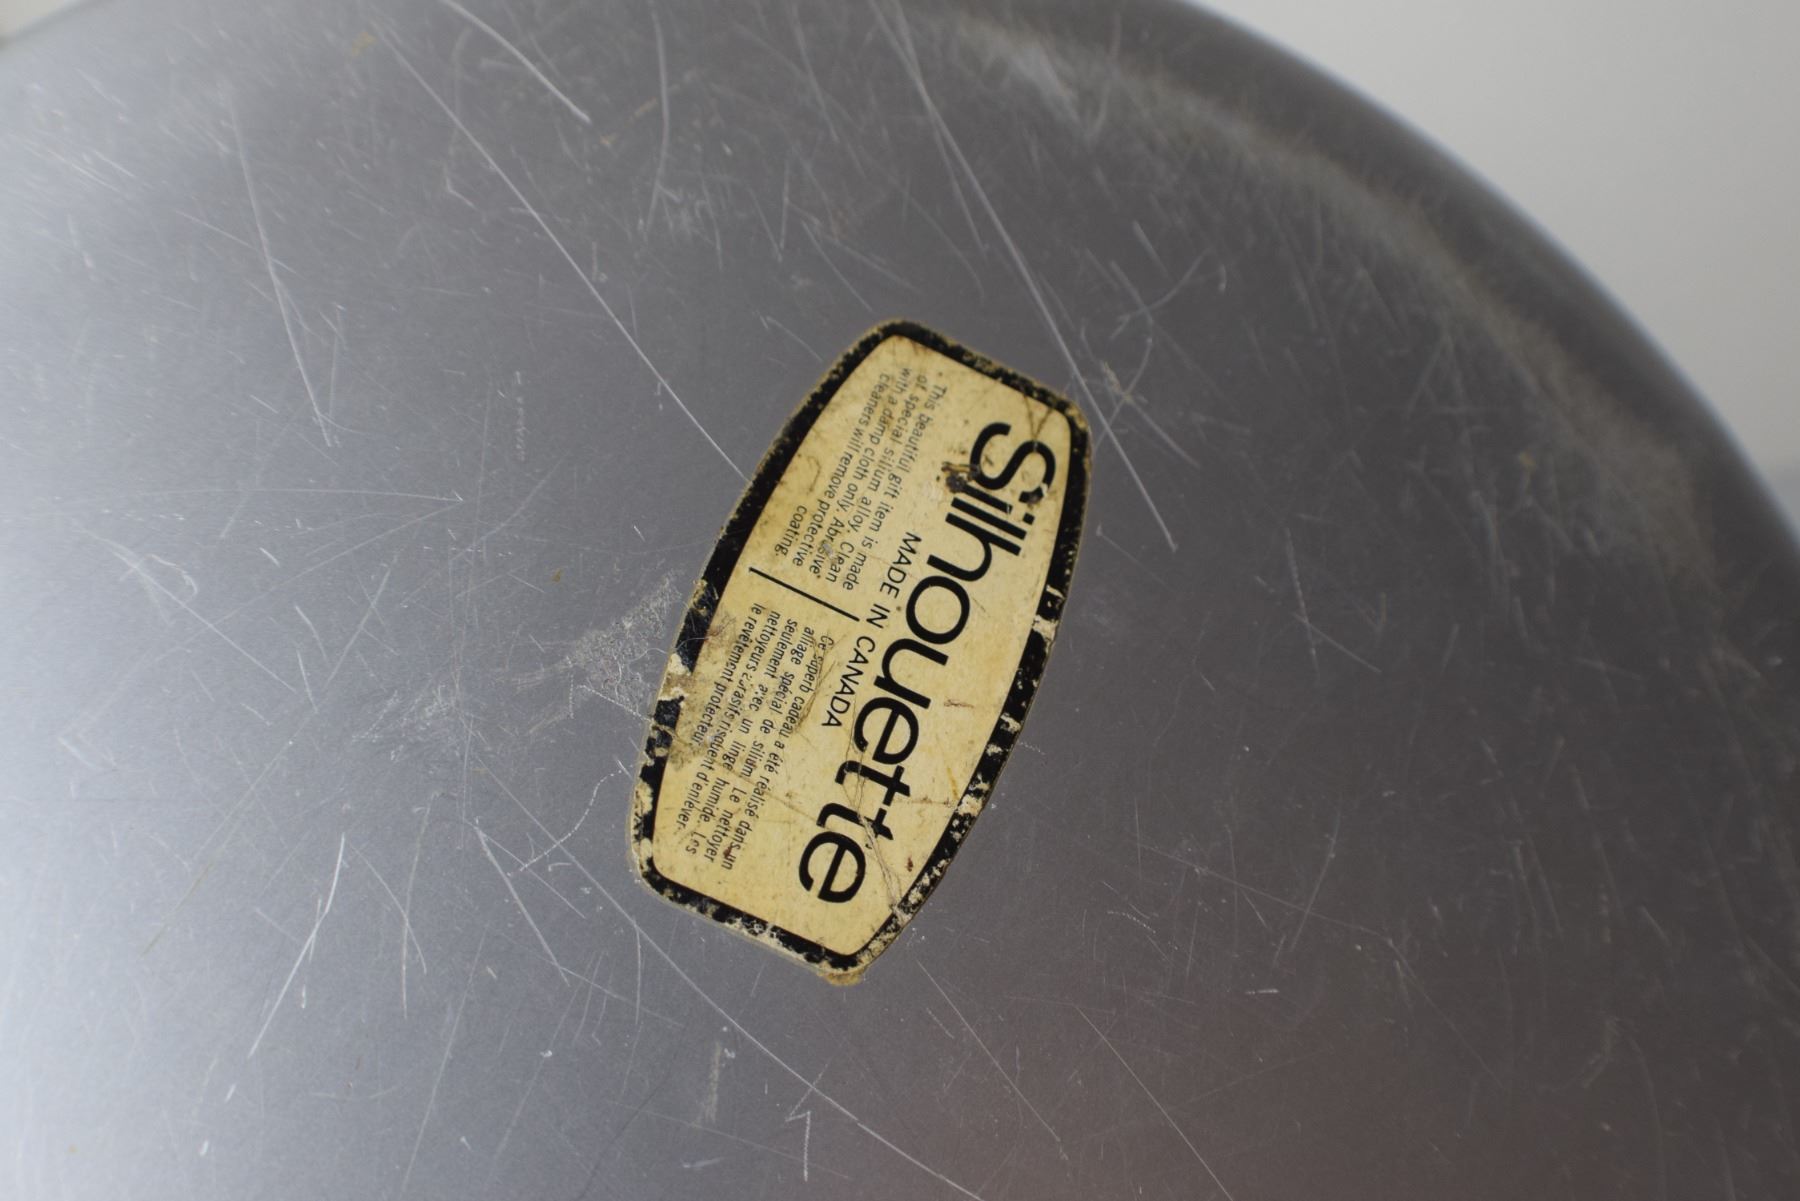 Silhouette
MADE IN CANADA
This beautiful gift item is made
of special silium alloy. Clean
with a damp cloth only. Abrasive
cleaners will remove protective
coating.
Ce superb cadeau a été réalisé dans un
alliage spécial de silium. Le nettoyer
seulement avec un linge humide. Les
nettoyeurs abrasifs risquent d'enlever
le revêtement protecteur.